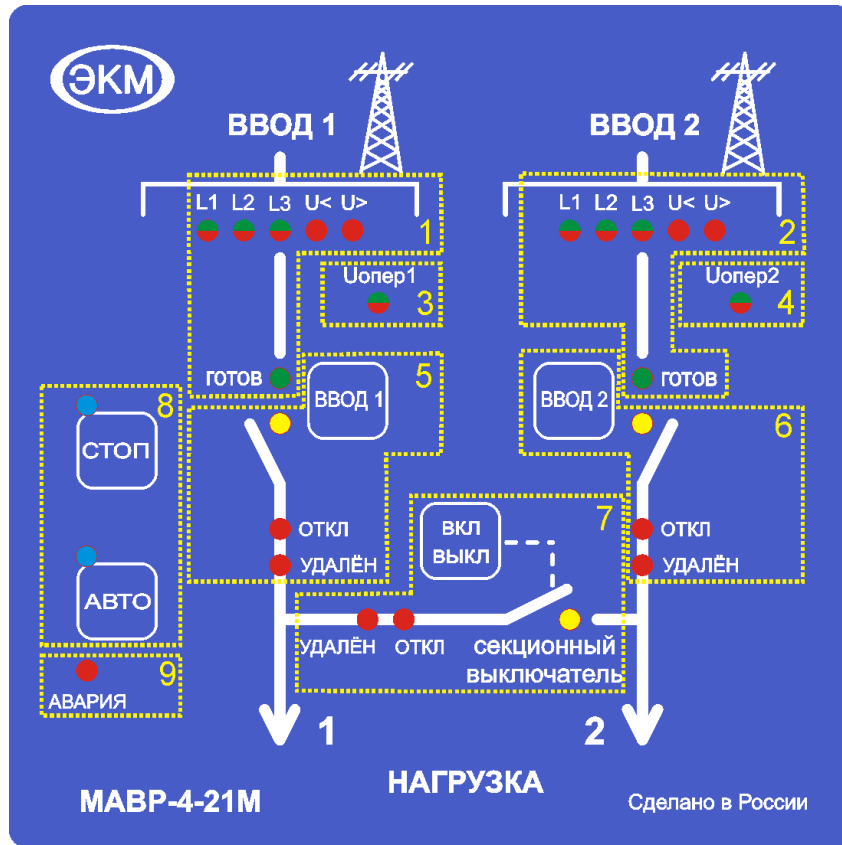 ЭКМ
ВВОД 1
ВВОД 2
L1 L2 L3 U< U>
1
L1 L2 L3 U< U>
2
Uопер1
3
Uопер2
4
ГОТОВ
5
ВВОД 1
ГОТОВ
ВВОД 2
6
8
СТОП
ОТКЛ
УДАЛЁН
7
ВКЛ
ВЫКЛ
ОТКЛ
УДАЛЁН
АВТО
УДАЛЁН ОТКЛ СЕКЦИОННЫЙ
ВЫКЛЮЧАТЕЛЬ
9
АВАРИЯ
1
2
НАГРУЗКА
МАВР-4-21М
Сделано в России